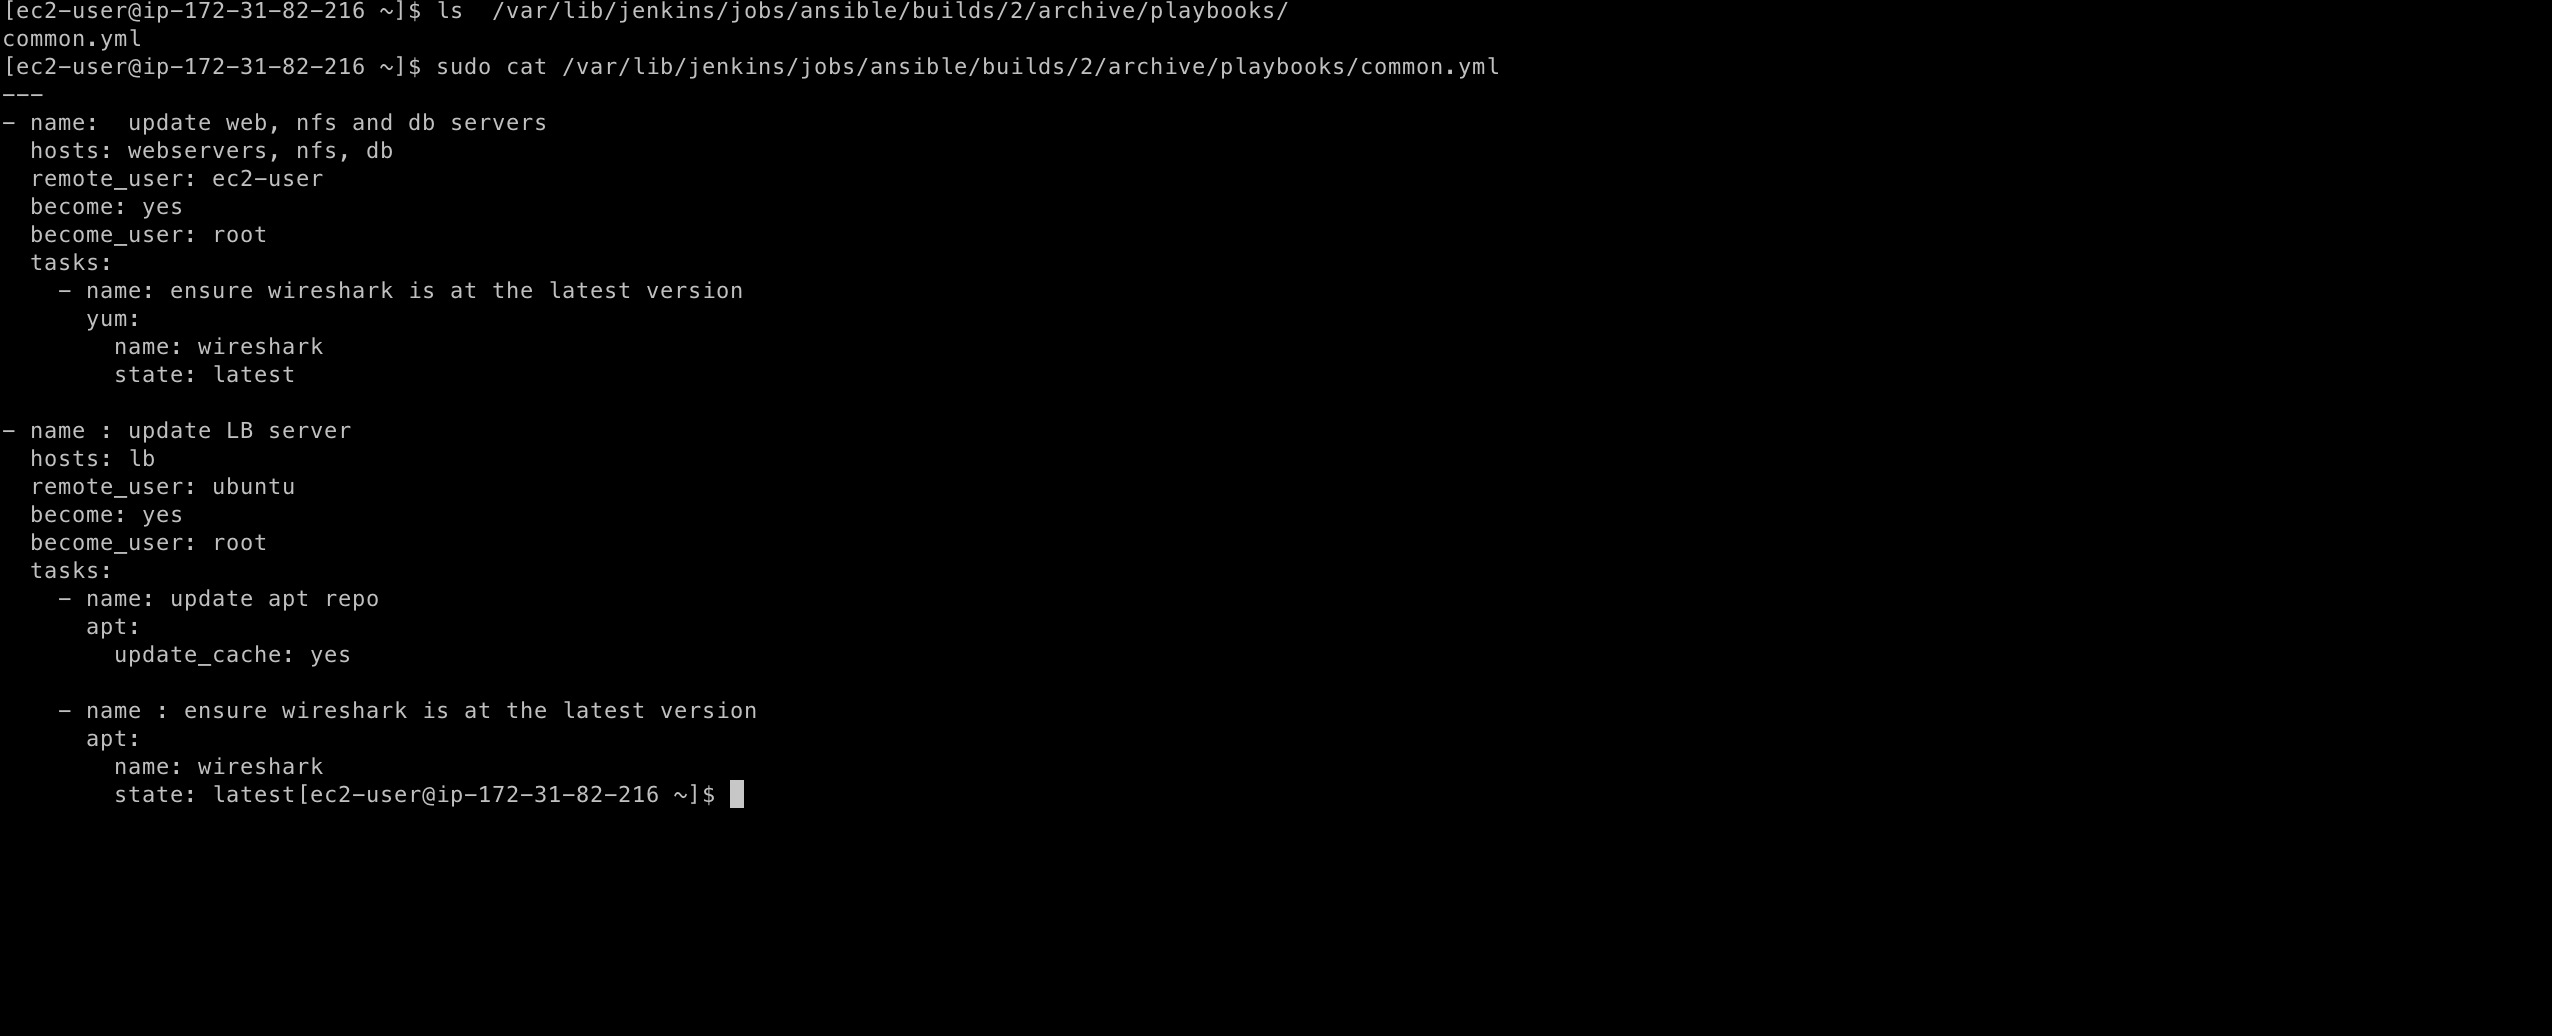 [ec2-user@ip-172-31-82-216 ~]$ ls  /var/lib/jenkins/jobs/ansible/builds/2/archive/playbooks/
common.yml
[ec2-user@ip-172-31-82-216 ~]$ sudo cat /var/lib/jenkins/jobs/ansible/builds/2/archive/playbooks/common.yml
---
- name:  update web, nfs and db servers
  hosts: webservers, nfs, db
  remote_user: ec2-user
  become: yes
  become_user: root
  tasks:
    - name: ensure wireshark is at the latest version
      yum:
        name: wireshark
        state: latest

- name : update LB server
  hosts: lb
  remote_user: ubuntu
  become: yes
  become_user: root
  tasks:
    - name: update apt repo
      apt:
        update_cache: yes

    - name : ensure wireshark is at the latest version
      apt:
        name: wireshark
        state: latest[ec2-user@ip-172-31-82-216 ~]$